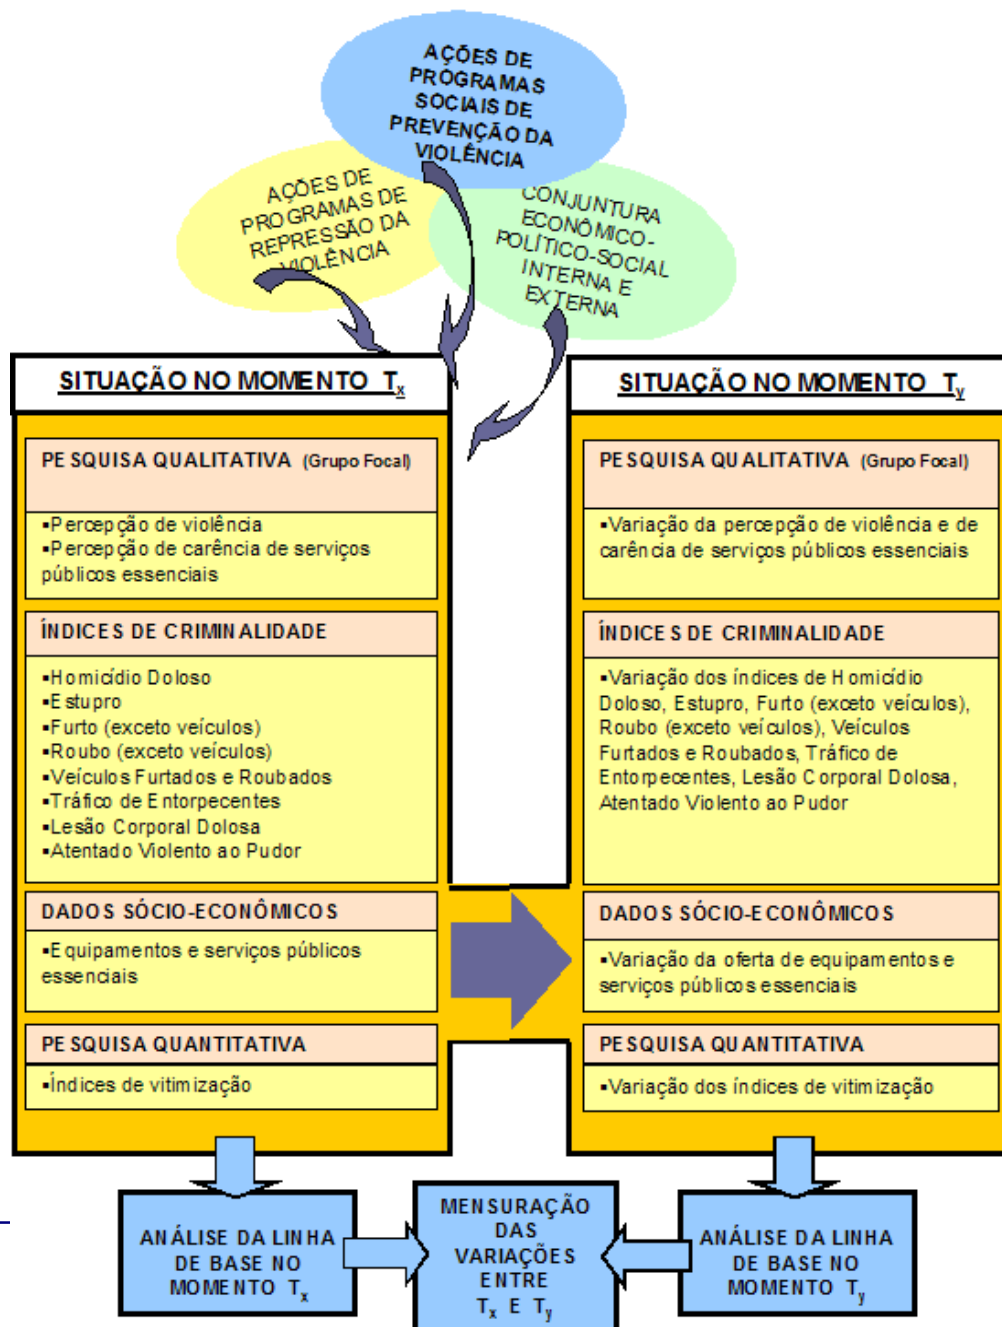 AÇÕES DE
PROGRAMAS
SOCIAIS DE
PREVENÇÃO DA
VIOLÊNCIA
AÇÕES DE
PROGRAMAS DE
REPRESSÃO DA
VIOLÊNCIA
CONJUNTURA
ECONÔMICO-
POLÍTICO-SOCIAL
INTERNA E
EXTERNA
SITUAÇÃO NO MOMENTO Tx
PESQUISA QUALITATIVA (Grupo Focal)
▪Percepção de violência
▪Percepção de carência de serviços
públicos essenciais
ÍNDICES DE CRIMINALIDADE
▪Homicídio Doloso
▪Estupro
▪Furto (exceto veículos)
▪Roubo (exceto veículos)
▪Veículos Furtados e Roubados
▪Tráfico de Entorpecentes
▪Lesão Corporal Dolosa
▪Atentado Violento ao Pudor
DADOS SÓCIO-ECONÔMICOS
▪Equipamentos e serviços públicos
essenciais
PESQUISA QUANTITATIVA
▪Índices de vitimização
SITUAÇÃO NO MOMENTO Ty
PESQUISA QUALITATIVA (Grupo Focal)
▪Variação da percepção de violência e de
carência de serviços públicos essenciais
ÍNDICES DE CRIMINALIDADE
▪Variação dos índices de Homicídio
Doloso, Estupro, Furto (exceto veículos),
Roubo (exceto veículos), Veículos
Furtados e Roubados, Tráfico de
Entorpecentes, Lesão Corporal Dolosa,
Atentado Violento ao Pudor
DADOS SÓCIO-ECONÔMICOS
▪Variação da oferta de equipamentos e
serviços públicos essenciais
PESQUISA QUANTITATIVA
▪Variação dos índices de vitimização
ANÁLISE DA LINHA
DE BASE NO
MOMENTO Tx
MENSURAÇÃO
DAS
VARIAÇÕES
ENTRE
Tx E Ty
ANÁLISE DA LINHA
DE BASE NO
MOMENTO Ty